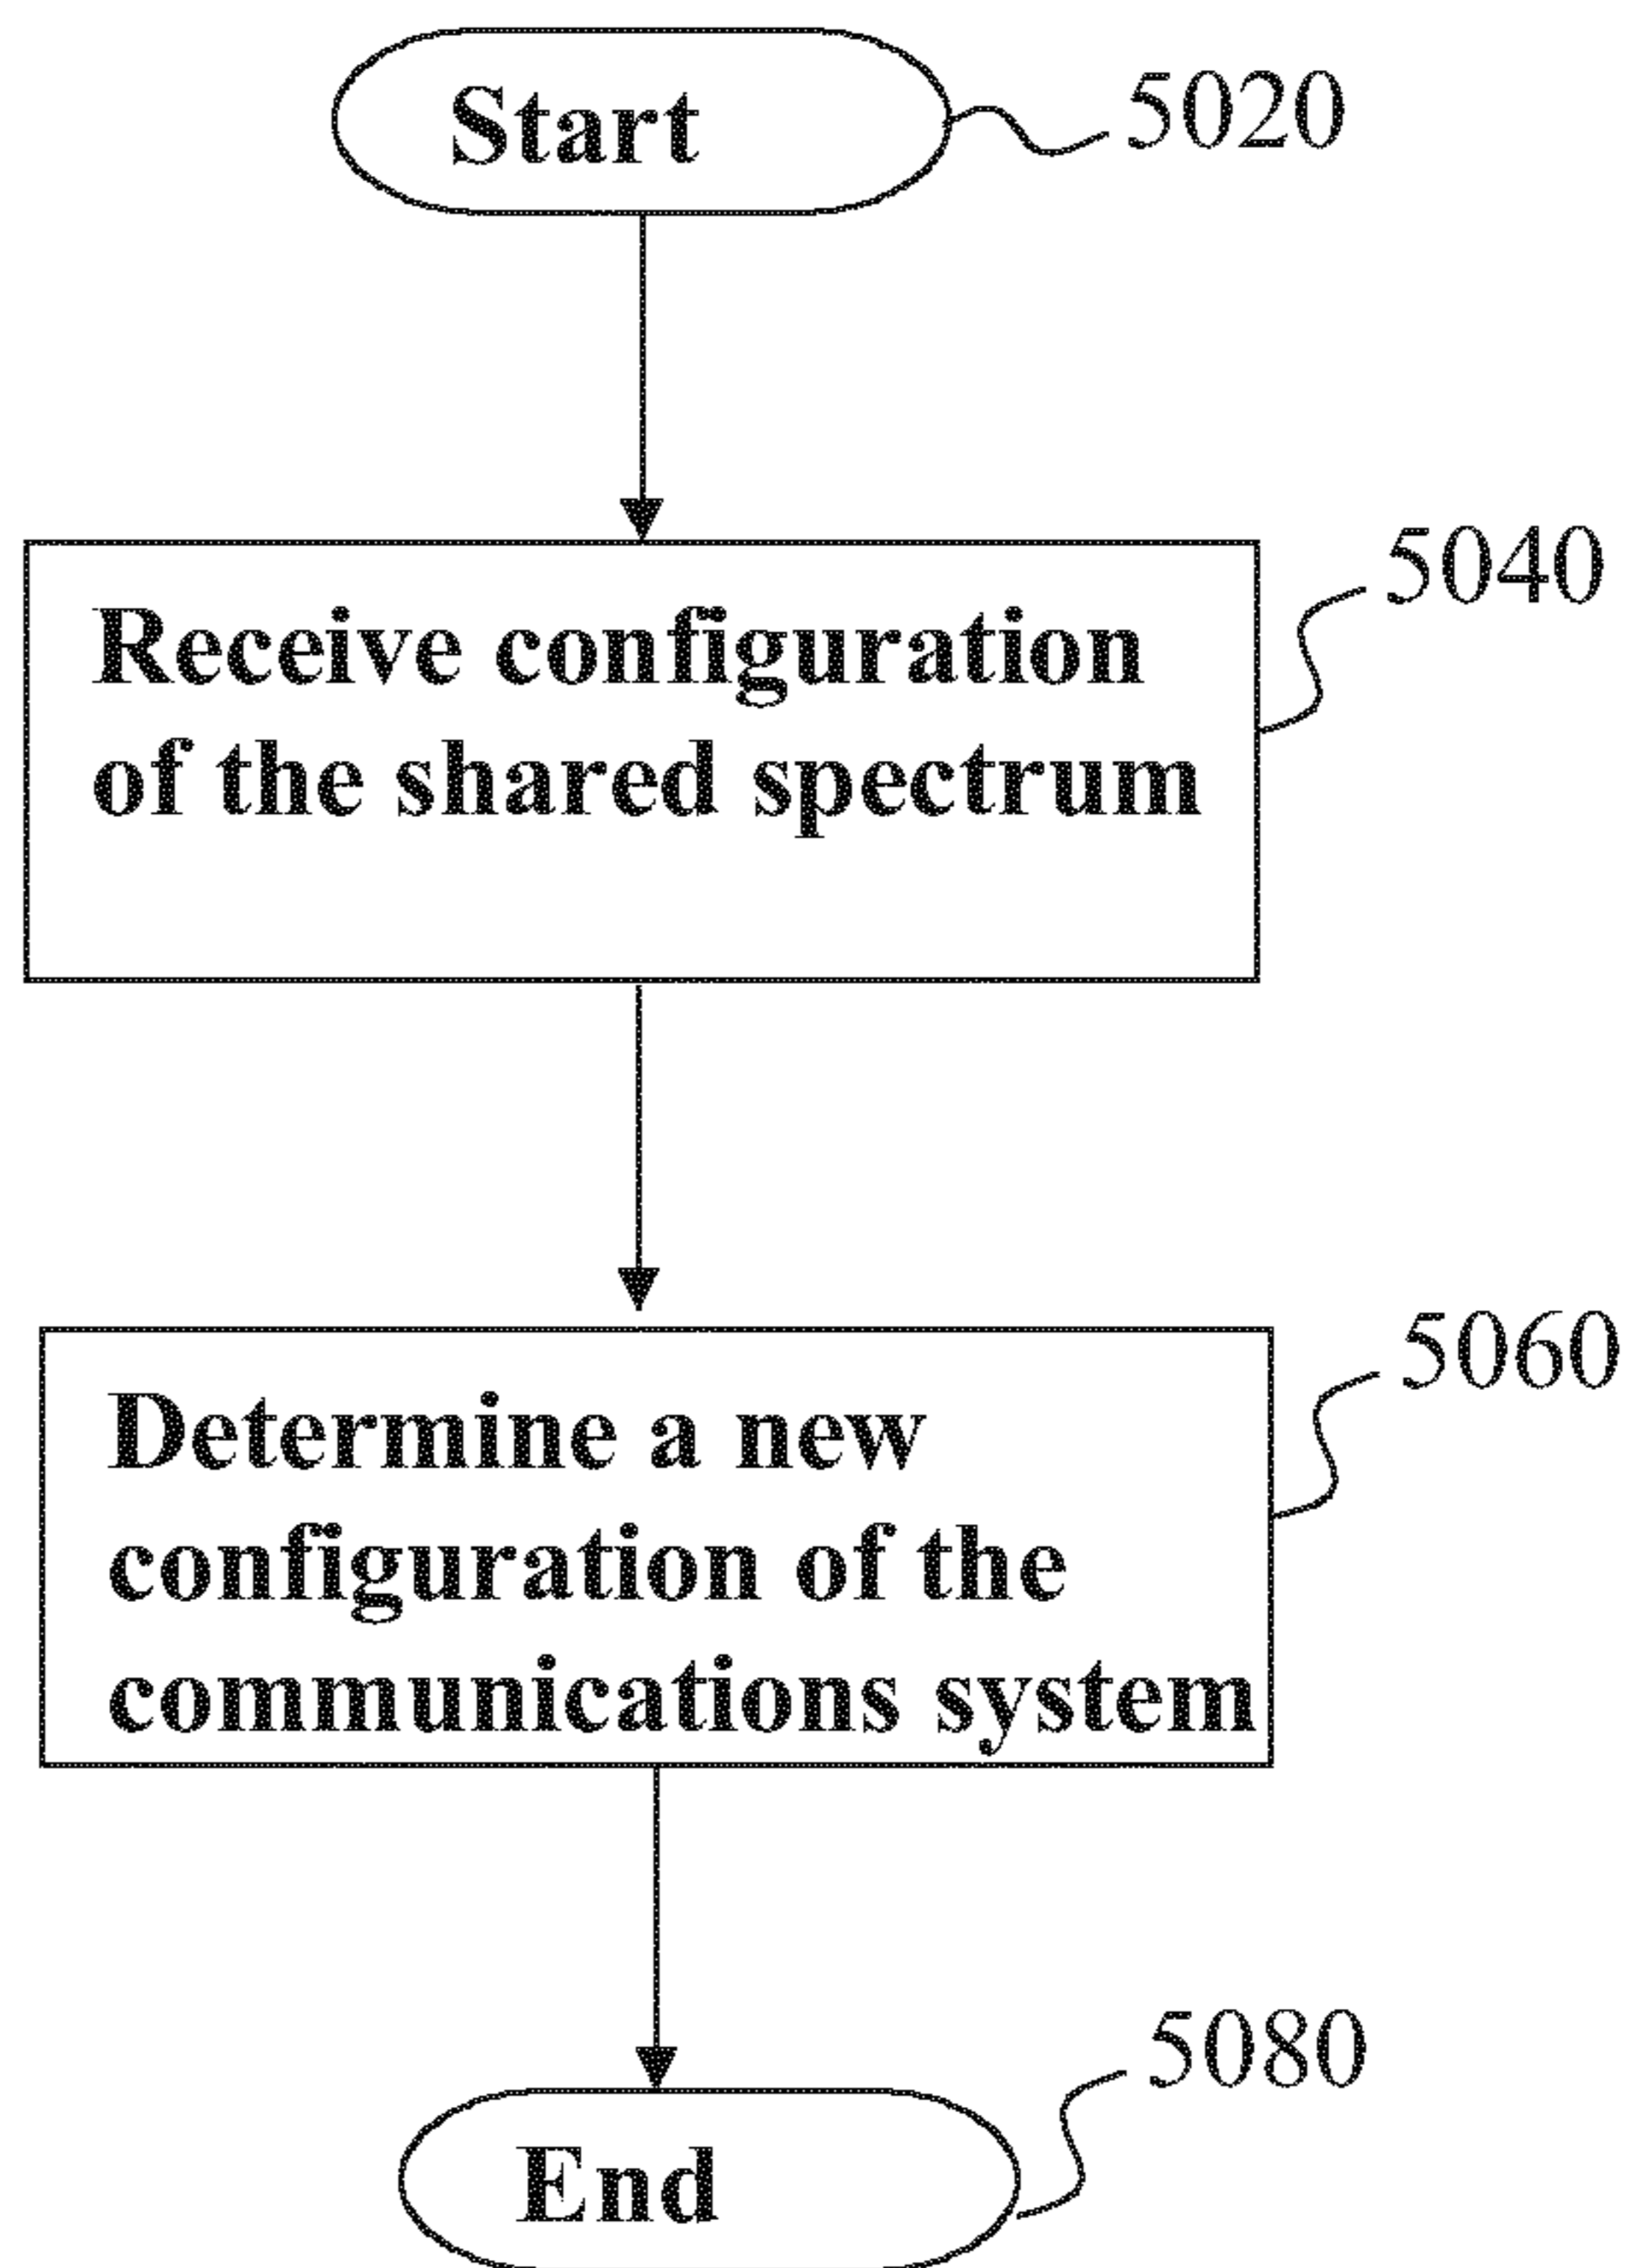 Start
5020
Receive configuration
of the shared spectrum
5040
Determine a new
configuration of the
communications system
5060
End
5080